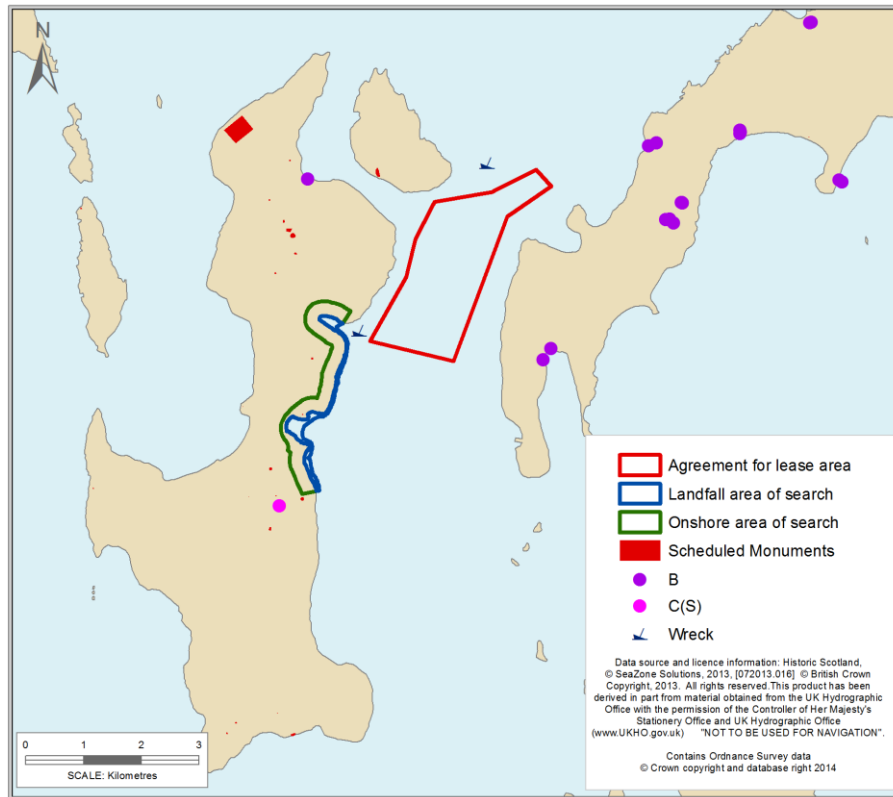 N
Agreement for lease area
Landfall area of search
Onshore area of search
Scheduled Monuments
B
C(S)
Wreck
Data source and licence information: Historic Scotland,
© SeaZone Solutions, 2013, [072013.016] © British Crown
Copyright, 2013. All rights reserved.This product has been
derived in part from material obtained from the UK Hydrographic
Office with the permission of the Controller of Her Majesty's
Stationery Office and UK Hydrographic Office
(www.UKHO.gov.uk) "NOT TO BE USED FOR NAVIGATION".
Contains Ordnance Survey data
© Crown copyright and database right 2014
0 1 2 3
SCALE: Kilometres